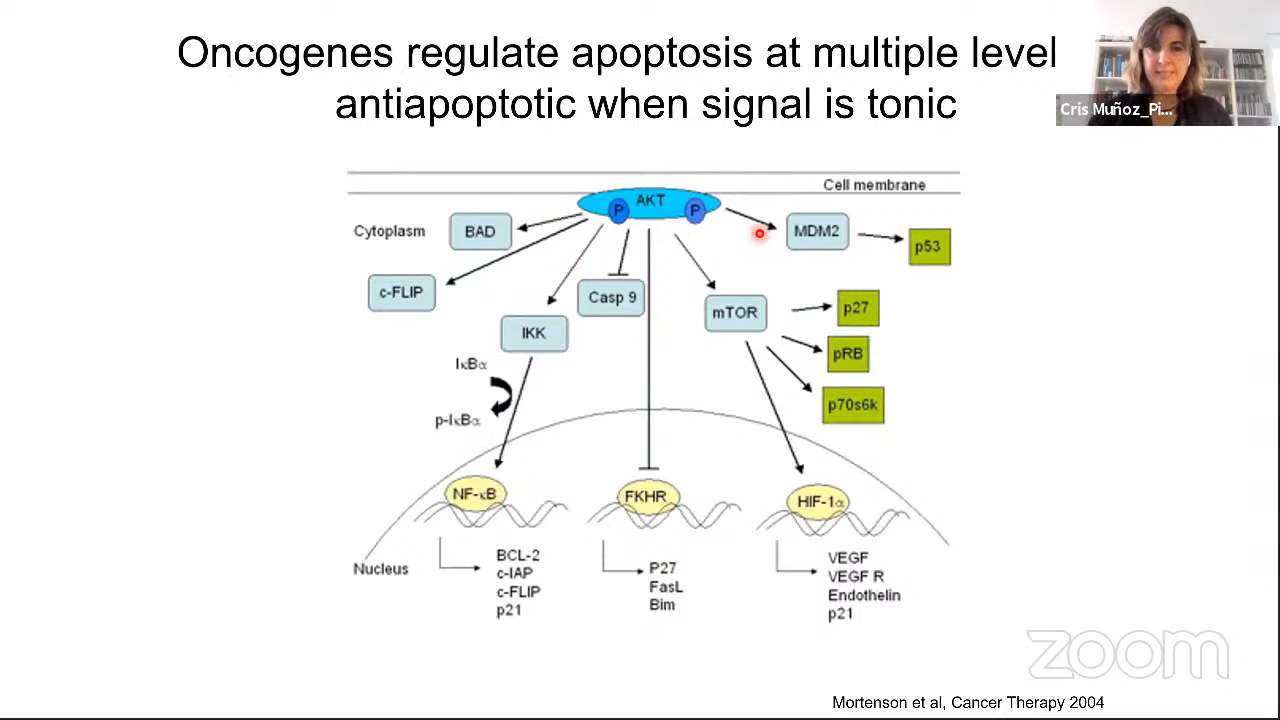 Oncogenes regulate apoptosis at multiple level
antiapoptotic when signal is tonic
Cris Muñoz_Pi...
Cell membrane
AKT
P
P
Cytoplasm
BAD
MDM2
p53
c-FLIP
Casp 9
mTOR
p27
IKK
pRB
IκBα
p70s6k
p-IκBα
NF-κB
FKHR
HIF-1α
Nucleus
BCL-2
c-IAP
c-FLIP
p21
P27
FasL
Bim
VEGF
VEGF R
Endothelin
p21
zoom
Mortenson et al, Cancer Therapy 2004